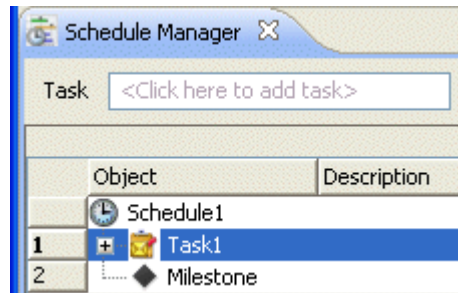 Schedule Manager
Task <Click here to add task>
Object Description
Schedule1
1 Task1
2 Milestone